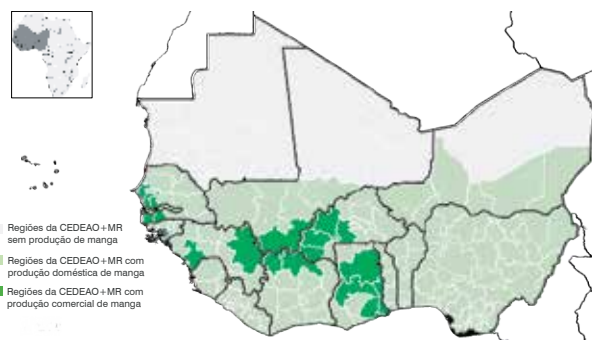 Regiões da CEDEAO+MR
sem produção de manga
Regiões da CEDEAO+MR com
produção doméstica de manga
Regiões da CEDEAO+MR com
produção comercial de manga